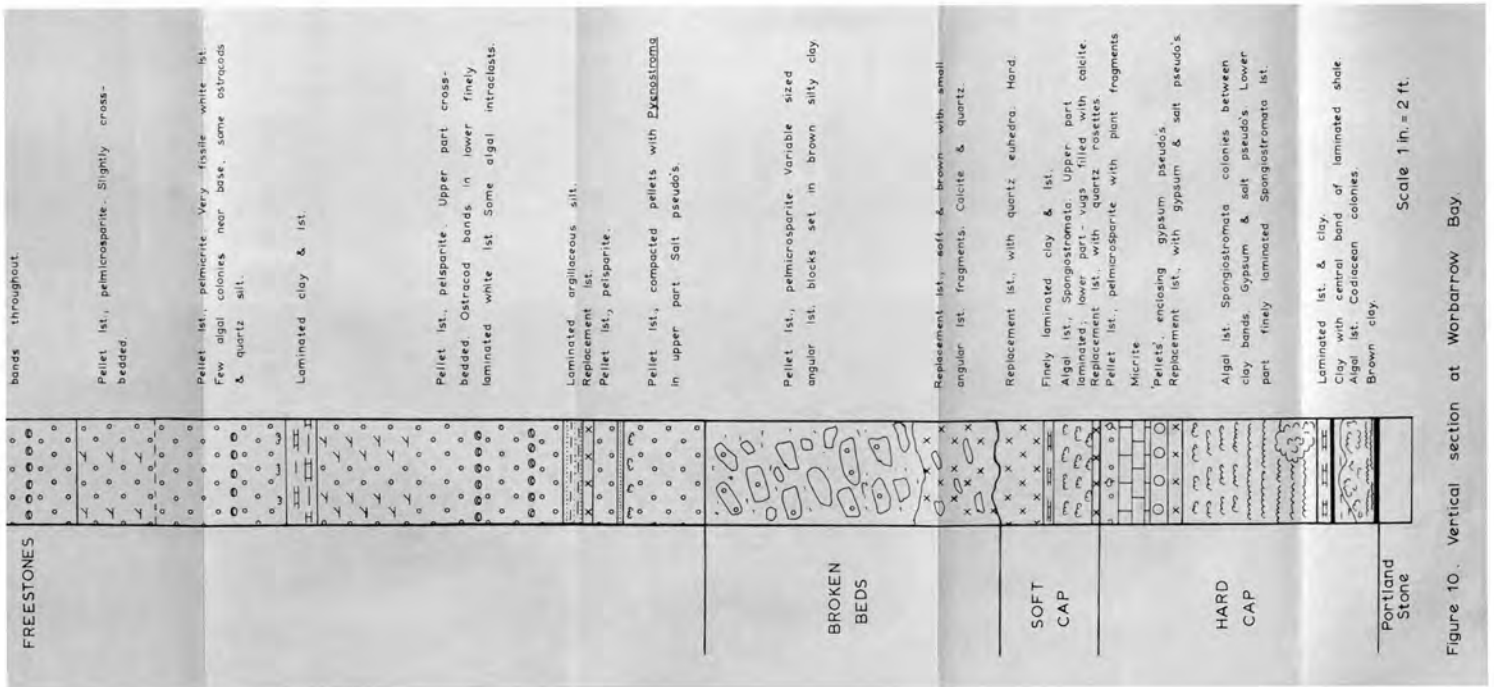 FREESTONES
bands throughout.
Pellet lst., pelmicrosparite. Slightly cross-
bedded.
Pellet lst., pelmicrite. Very fissile white lst.
Few algal colonies near base, some ostracods
& quartz silt.
Laminated clay & lst.
Pellet lst., pelsparite. Upper part cross-
bedded. Ostracod bands in lower finely
laminated white lst. Some algal intraclasts.
Laminated argillaceous silt.
Replacement lst.
Pellet lst., pelsparite.
Pellet lst., compacted pellets with Pycnostroma
in upper part. Salt pseudo's.
BROKEN
BEDS
Pellet lst., pelmicrosparite. Variable sized
angular lst. blocks set in brown silty clay.
Replacement lst., soft & brown with small
angular lst. fragments. Calcite & quartz.
SOFT
CAP
Replacement lst., with quartz euhedra. Hard.
Finely laminated clay & lst.
Algal lst., Spongiostromata. Upper part
laminated; lower part - vugs filled with calcite.
Replacement lst., with quartz rosettes.
HARD
CAP
Pellet lst., pelmicrosparite with plant fragments
Micrite
'Pellets', enclosing gypsum pseudo's.
Replacement lst., with gypsum & salt pseudo's.
Algal lst. Spongiostromata colonies between
clay bands. Gypsum & salt pseudo's. Lower
part finely laminated Spongiostromata lst.
Laminated lst. & clay.
Clay with central band of laminated shale.
Algal lst. Codiacean colonies.
Brown clay.
Portland
Stone
Scale 1 in. = 2 ft.
Figure 10. Vertical section at Worbarrow Bay.